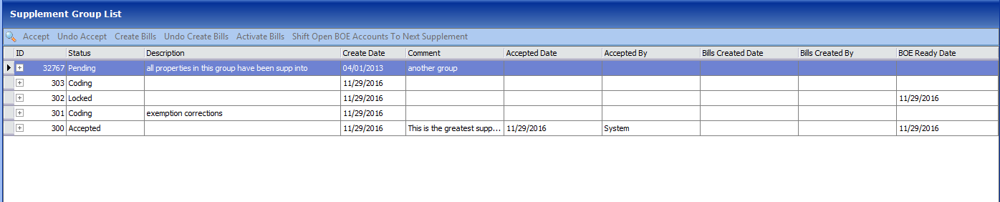 Supplement Group List
Accept Undo Accept Create Bills Undo Create Bills Activate Bills Shift Open BOE Accounts To Next Supplement
ID Status Description Create Date Comment Accepted Date Accepted By Bills Created Date Bills Created By BOE Ready Date
32767 Pending all properties in this group have been supp into 04/01/2013 another group
303 Coding 11/29/2016
302 Locked 11/29/2016 11/29/2016
301 Coding exemption corrections 11/29/2016
300 Accepted 11/29/2016 This is the greatest supp... 11/29/2016 System 11/29/2016